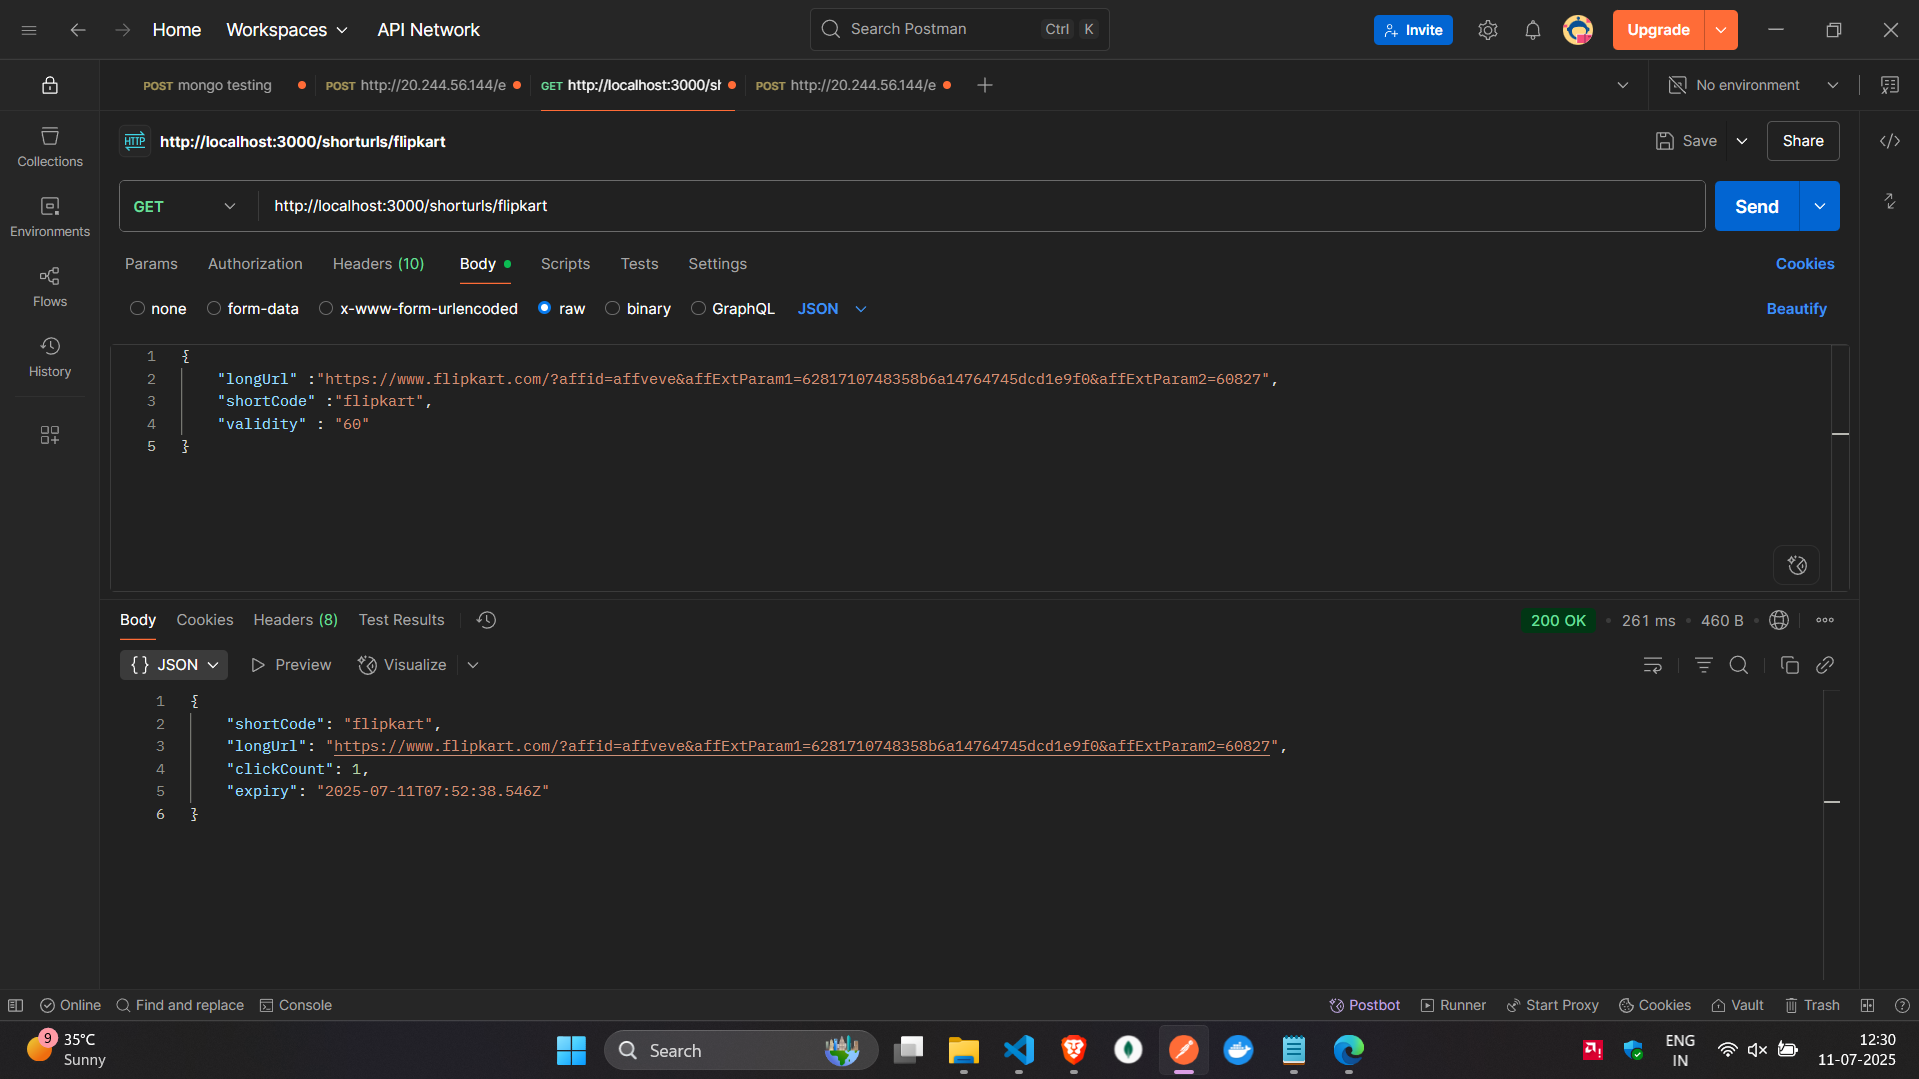 Home Workspaces API Network Search Postman Ctrl K Invite Upgrade
POST mongo testing POST http://20.244.56.144/e GET http://localhost:3000/sh POST http://20.244.56.144/e No environment
HTTP http://localhost:3000/shorturls/flipkart Save Share
GET http://localhost:3000/shorturls/flipkart Send
Collections
Environments
Flows
History
Params Authorization Headers (10) Body Scripts Tests Settings Cookies
none form-data x-www-form-urlencoded raw binary GraphQL JSON Beautify
1 {
2 "longUrl" :"https://www.flipkart.com/?affid=affveve&affExtParam1=6281710748358b6a14764745dcd1e9f0&affExtParam2=60827",
3 "shortCode" :"flipkart",
4 "validity" : "60"
5 }
Body Cookies Headers (8) Test Results 200 OK 261 ms 460 B
{} JSON Preview Visualize
1 {
2 "shortCode": "flipkart",
3 "longUrl": "https://www.flipkart.com/?affid=affveve&affExtParam1=6281710748358b6a14764745dcd1e9f0&affExtParam2=60827",
4 "clickCount": 1,
5 "expiry": "2025-07-11T07:52:38.546Z"
6 }
Online Find and replace Console Postbot Runner Start Proxy Cookies Vault Trash
9 35°C
Sunny
Search
ENG
IN
12:30
11-07-2025